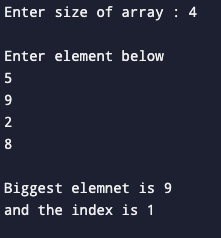 Enter size of array : 4
Enter element below
5
9
2
8
Biggest elemnet is 9
and the index is 1